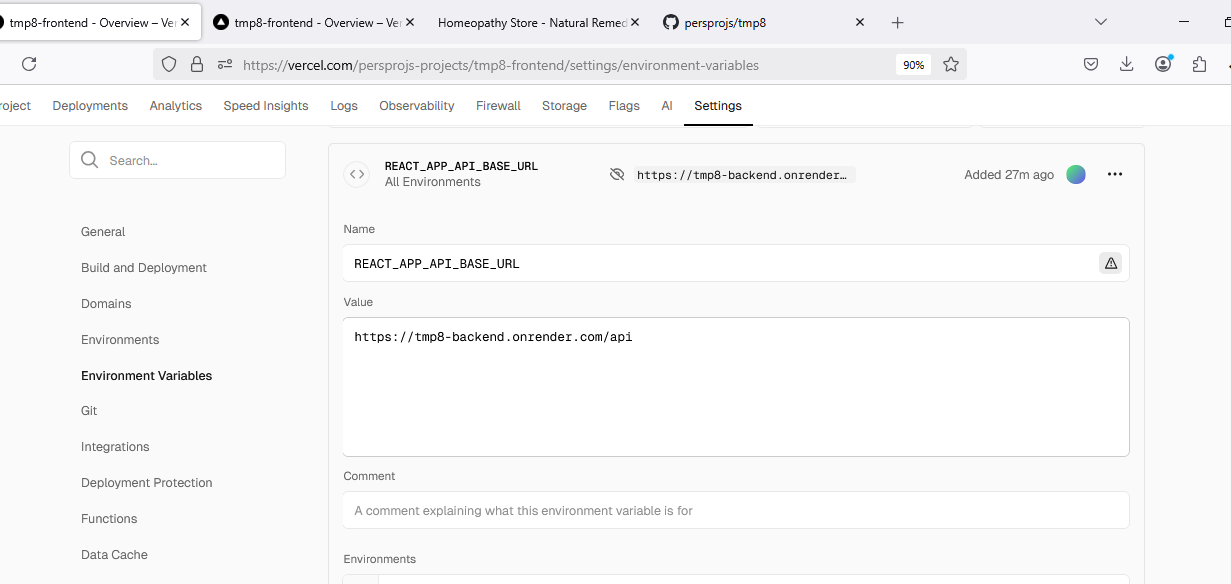 tmp8-frontend - Overview – Ve
tmp8-frontend - Overview – Ve
Homeopathy Store - Natural Remed
persprojs/tmp8
https://vercel.com/persprojs-projects/tmp8-frontend/settings/environment-variables
90%
roject Deployments Analytics Speed Insights Logs Observability Firewall Storage Flags AI Settings
Search...
REACT_APP_API_BASE_URL
All Environments
https://tmp8-backend.onrender…
Added 27m ago
General
Build and Deployment
Domains
Environments
Environment Variables
Git
Integrations
Deployment Protection
Functions
Data Cache
Name
REACT_APP_API_BASE_URL
Value
https://tmp8-backend.onrender.com/api
Comment
A comment explaining what this environment variable is for
Environments